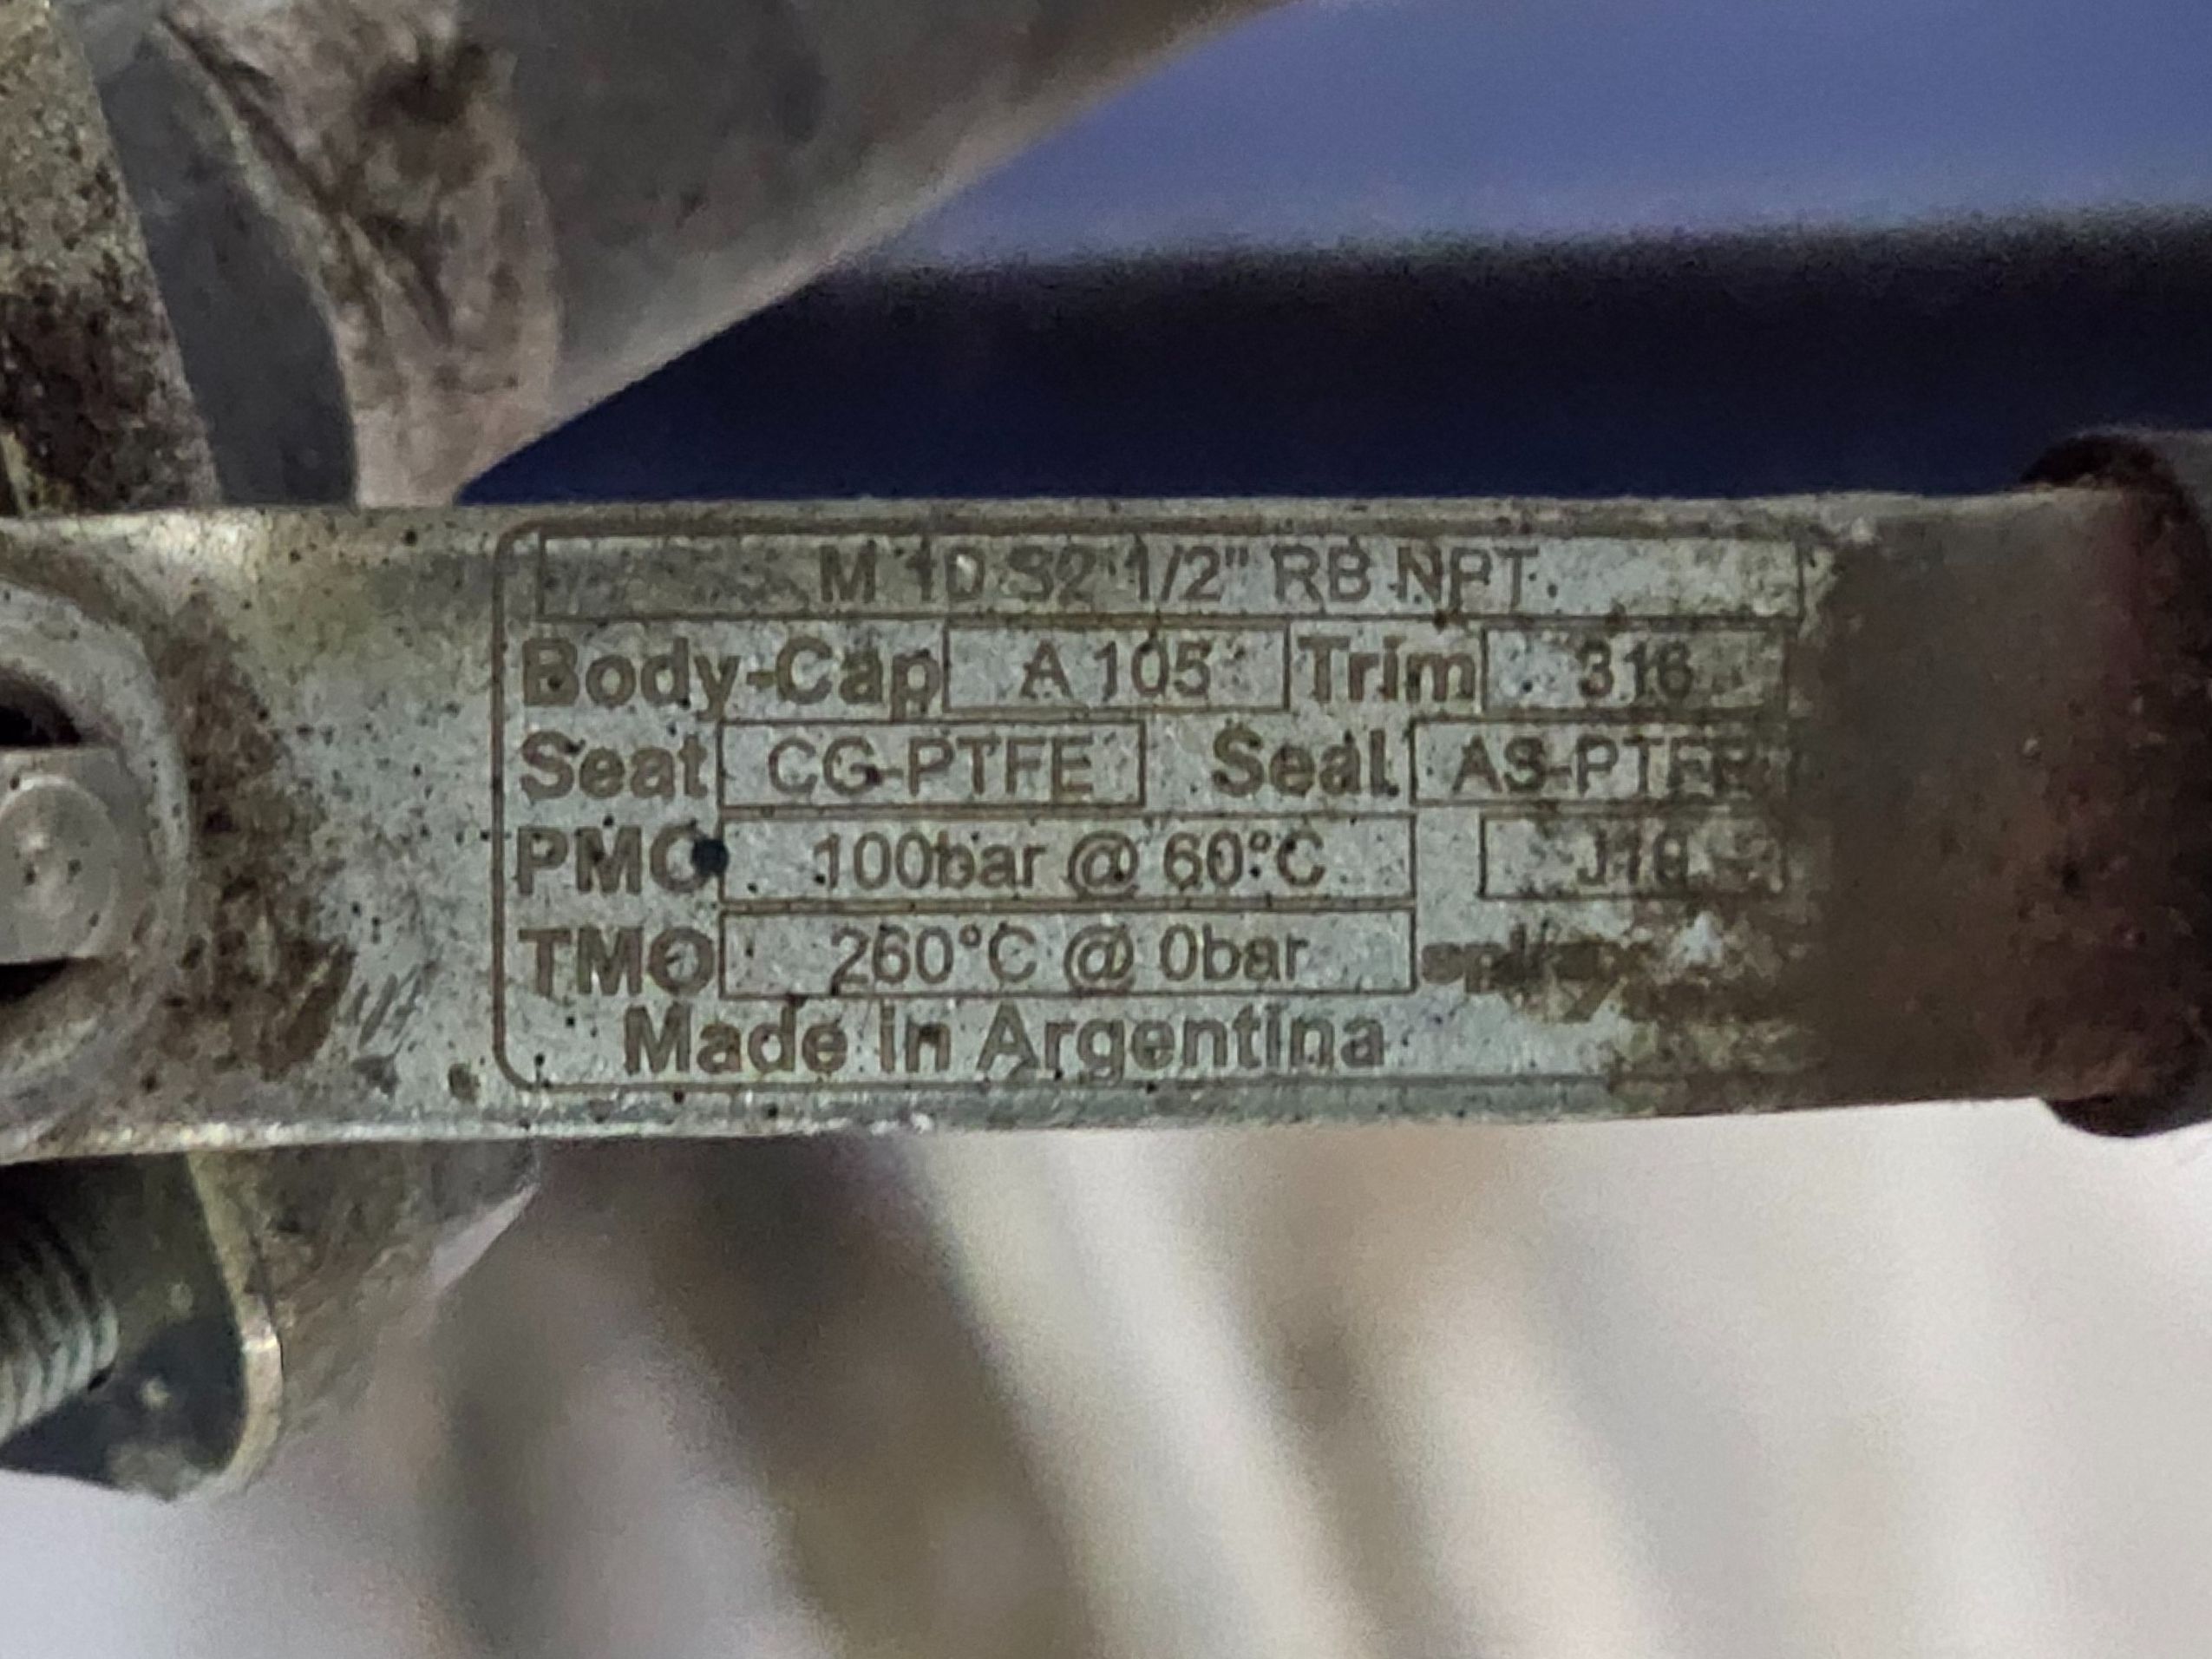 M 10 S2 1/2" RB NPT
Body-Cap A 105 Trim 316
Seat CG-PTFE Seal AS-PTFE
PMO 100bar @ 60°C
TMO 260°C @ 0bar
Made in Argentina